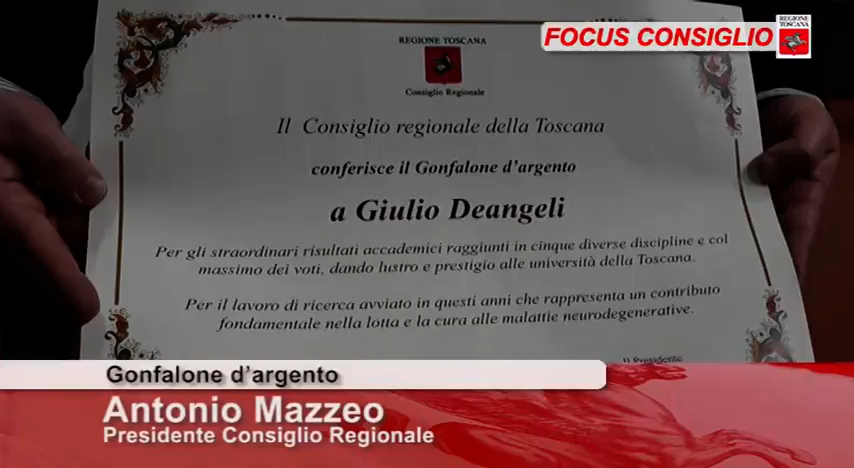 FOCUS CONSIGLIO
REGIONE
TOSCANA
REGIONE TOSCANA
Consiglio Regionale
Il Consiglio regionale della Toscana
conferisce il Gonfalone d'argento
a Giulio Deangeli
Per gli straordinari risultati accademici raggiunti in cinque diverse discipline e col
massimo dei voti, dando lustro e prestigio alle università della Toscana.
Per il lavoro di ricerca avviato in questi anni che rappresenta un contributo
fondamentale nella lotta e la cura alle malattie neurodegenerative.
Il Presidente
Gonfalone d'argento
Antonio Mazzeo
Presidente Consiglio Regionale